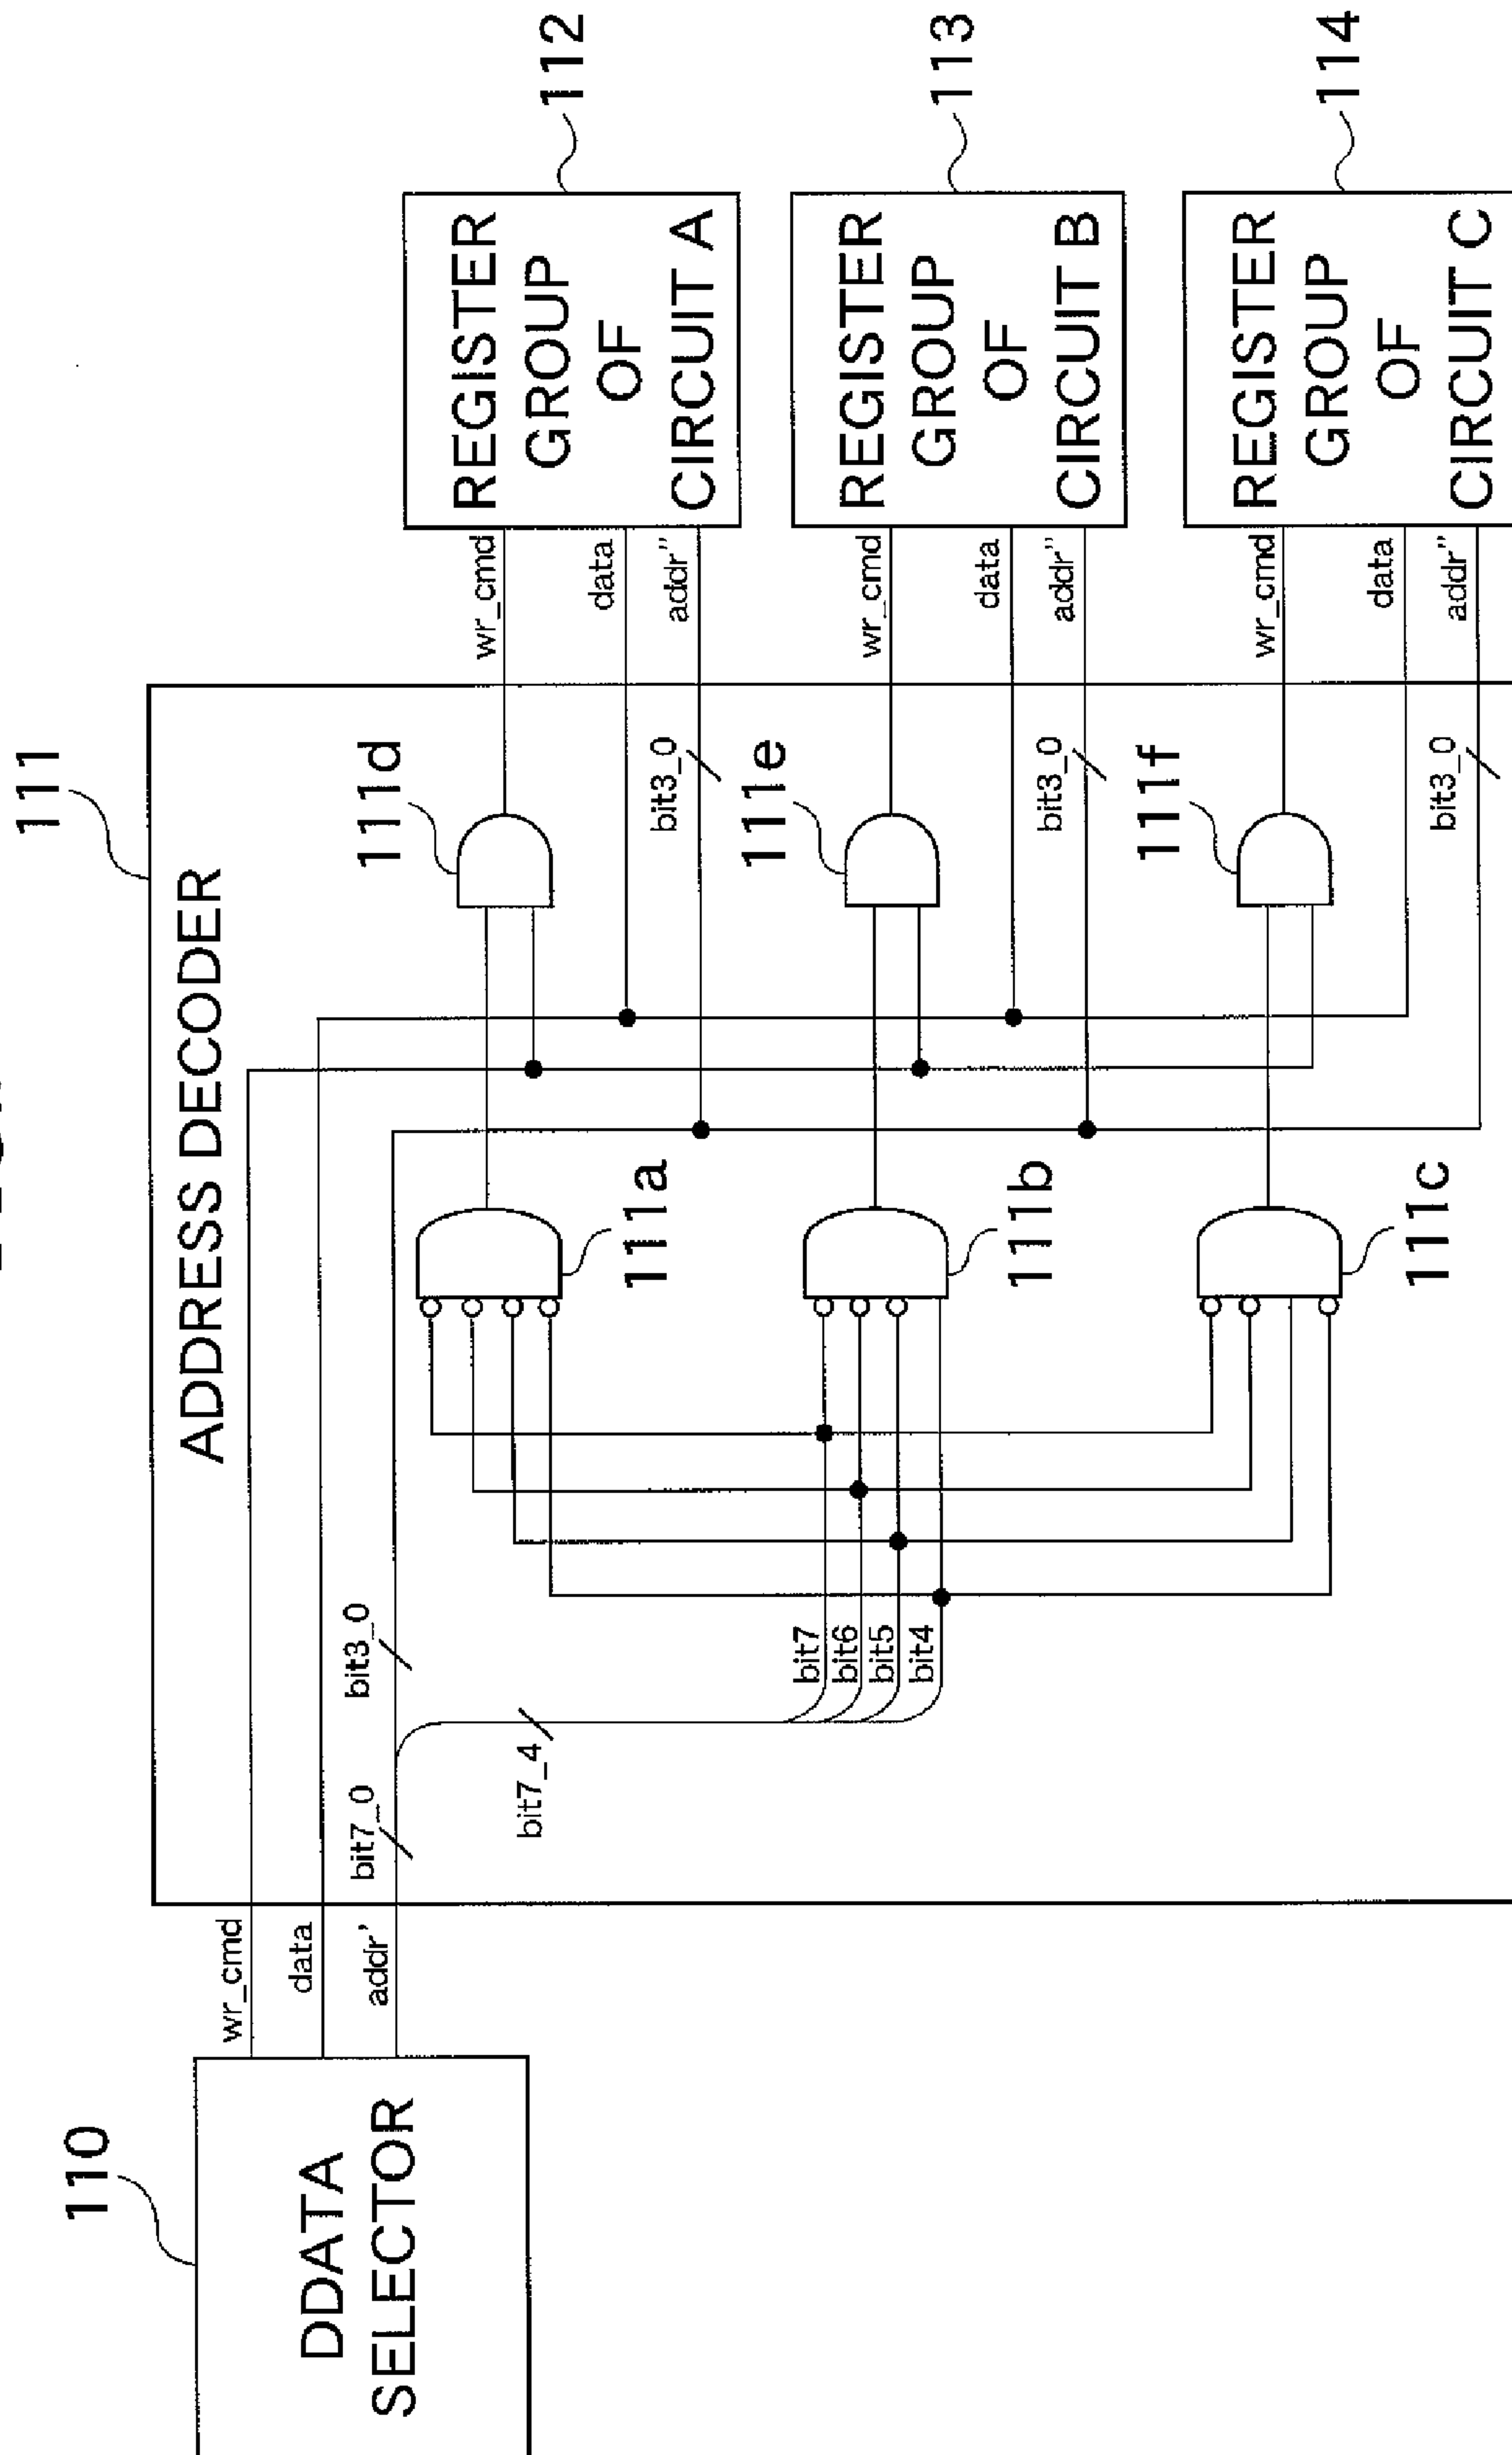 110
DDATA
SELECTOR
wr_cmd
data
addr'
111
ADDRESS DECODER
bit7_0
bit3_0
bit7_4
bit7
bit6
bit5
bit4
111a
111b
111c
111d
111e
111f
bit3_0
bit3_0
bit3_0
wr_cmd
data
addr"
REGISTER
GROUP
OF
CIRCUIT A
112
wr_cmd
data
addr"
REGISTER
GROUP
OF
CIRCUIT B
113
wr_cmd
data
addr"
REGISTER
GROUP
OF
CIRCUIT C
114